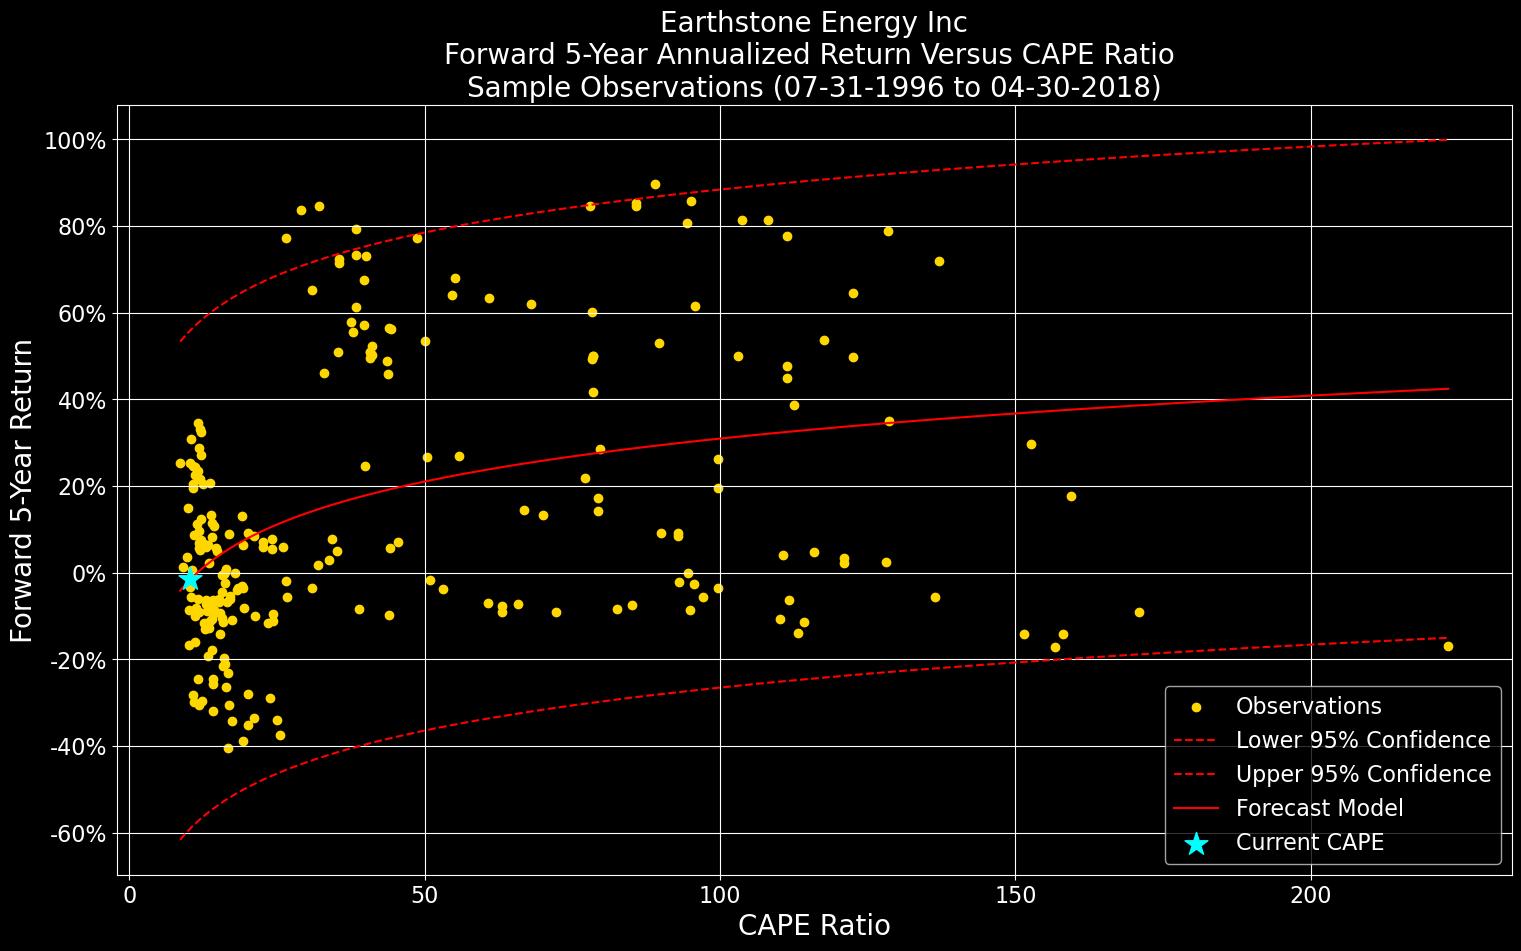 Earthstone Energy Inc
Forward 5-Year Annualized Return Versus CAPE Ratio
Sample Observations (07-31-1996 to 04-30-2018)
Forward 5-Year Return
100%
80%
60%
40%
20%
0%
-20%
-40%
-60%
Observations
Lower 95% Confidence
Upper 95% Confidence
Forecast Model
Current CAPE
0 50 100 150 200
CAPE Ratio